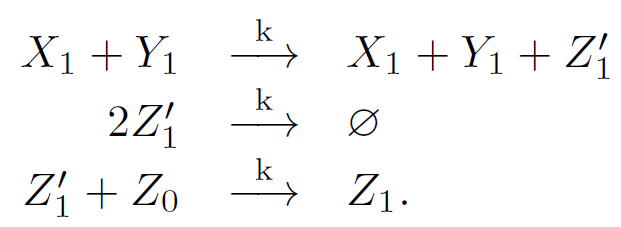 X₁ + Y₁ —k→ X₁ + Y₁ + Z′₁
2Z′₁ —k→ ∅
Z′₁ + Z₀ —k→ Z₁.